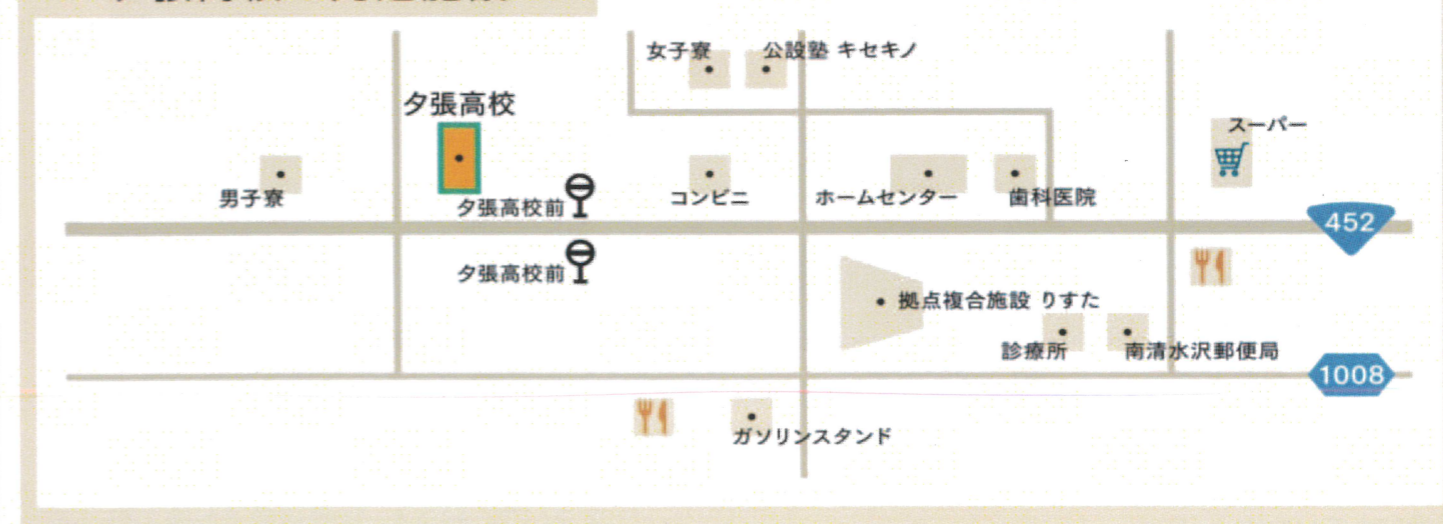 女子寮
公設塾 キセキノ
夕張高校
スーパー
男子寮
夕張高校前
コンビニ
ホームセンター
歯科医院
452
夕張高校前
拠点複合施設 りすた
診療所
南清水沢郵便局
1008
ガソリンスタンド